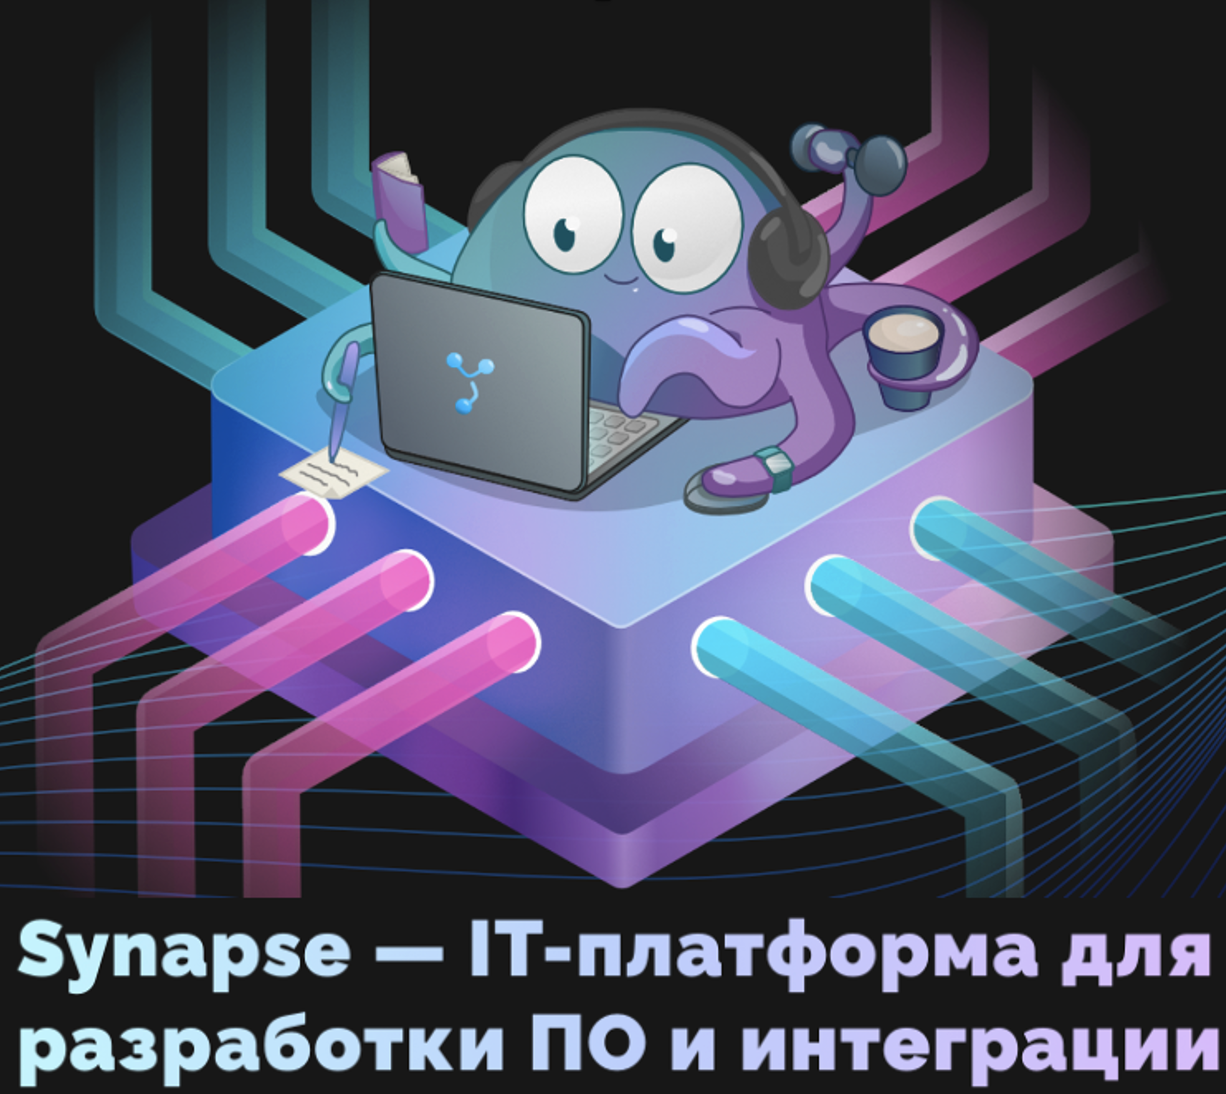 Synapse — IT-платформа для
разработки ПО и интеграции